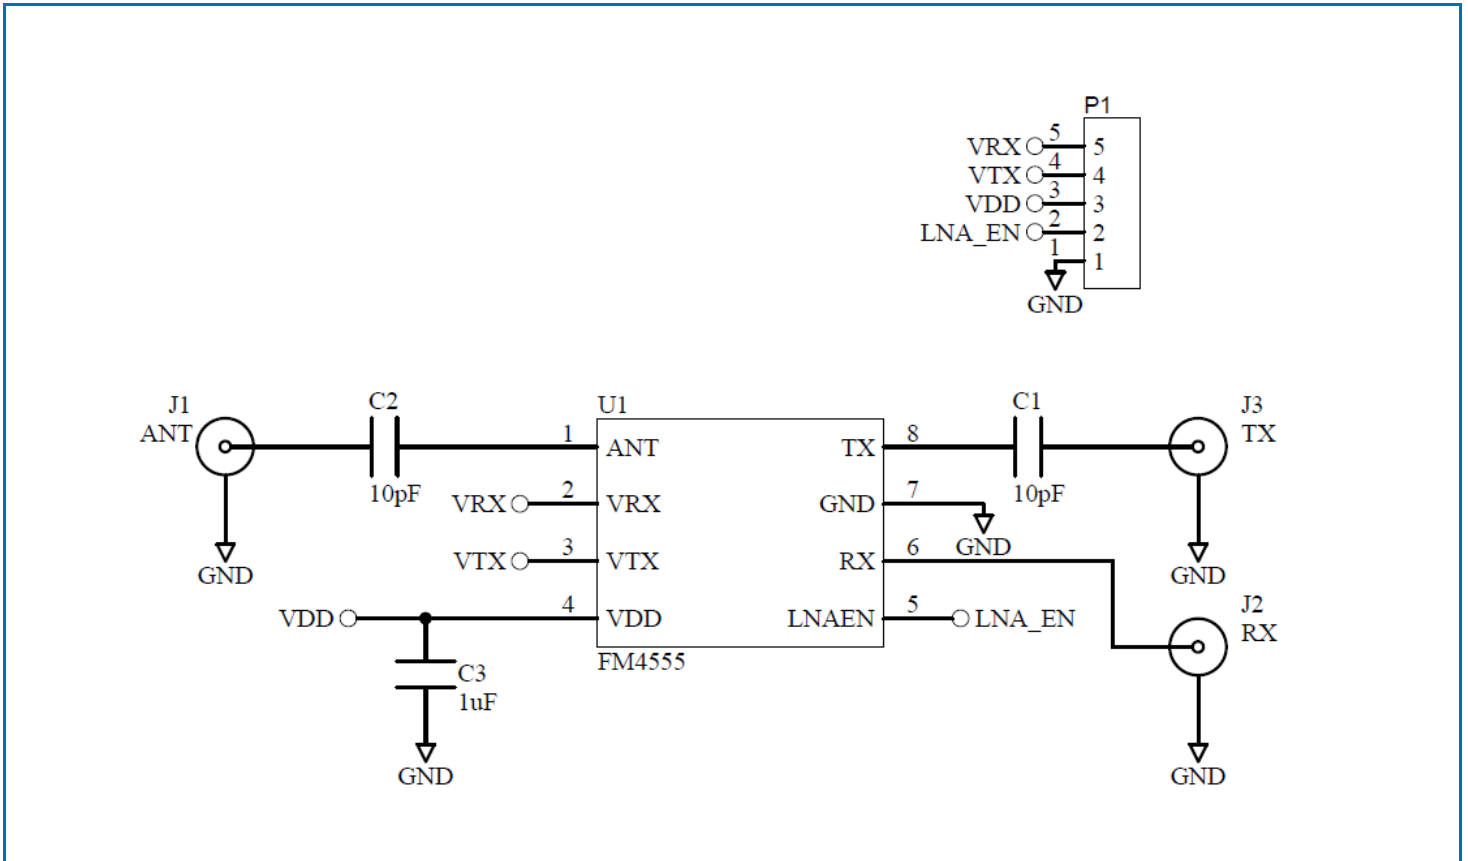 P1
VRX 5 5
VTX 4 4
VDD 3 3
LNA_EN 2 2
1 1
GND
J1
ANT
C2
10pF
GND
U1
1 ANT
VRX 2 VRX
VTX 3 VTX
VDD 4 VDD
FM4555
C3
1uF
GND
TX 8
GND 7
GND
RX 6
LNAEN 5 LNA_EN
C1
10pF
J3
TX
GND
J2
RX
GND